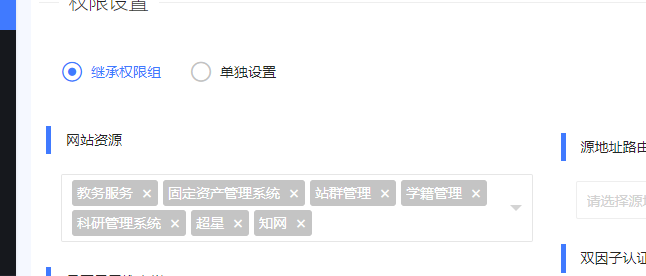 权限设置
继承权限组 单独设置
网站资源
源地址路由
教务服务 × 固定资产管理系统 × 站群管理 × 学籍管理 ×
请选择源地
科研管理系统 × 超星 × 知网 ×
双因子认证